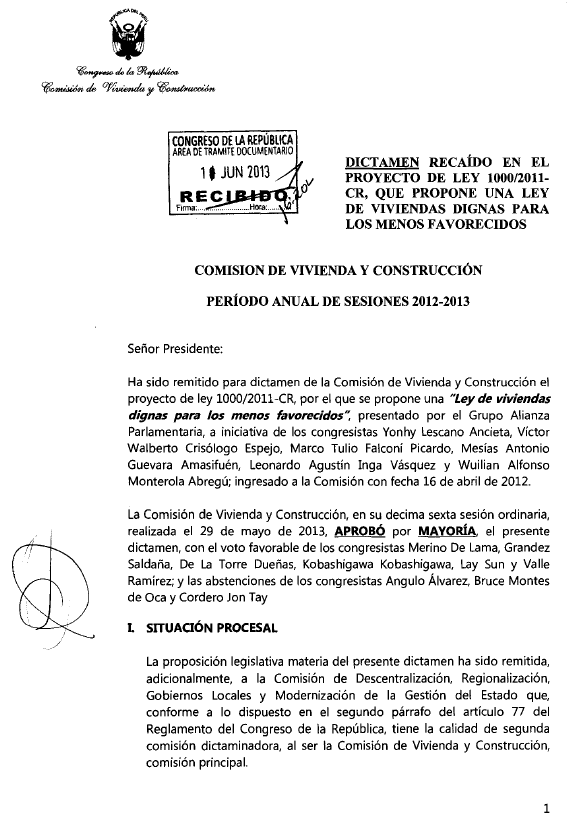 REPUBLICA DEL PERU
Congreso de la República
Comisión de Vivienda y Construcción
CONGRESO DE LA REPÚBLICA
AREA DE TRAMITE DOCUMENTARIO
JUN 2013
RECIBIDO
Firma:............Hora:......
DICTAMEN RECAÍDO EN EL
PROYECTO DE LEY 1000/2011-
CR, QUE PROPONE UNA LEY
DE VIVIENDAS DIGNAS PARA
LOS MENOS FAVORECIDOS
COMISION DE VIVIENDA Y CONSTRUCCIÓN
PERÍODO ANUAL DE SESIONES 2012-2013
Señor Presidente:
Ha sido remitido para dictamen de la Comisión de Vivienda y Construcción el
proyecto de ley 1000/2011-CR, por el que se propone una "Ley de viviendas
dignas para los menos favorecidos", presentado por el Grupo Alianza
Parlamentaria, a iniciativa de los congresistas Yonhy Lescano Ancieta, Víctor
Walberto Crisólogo Espejo, Marco Tulio Falconí Picardo, Mesías Antonio
Guevara Amasifuén, Leonardo Agustín Inga Vásquez y Wuilian Alfonso
Monterola Abregú; ingresado a la Comisión con fecha 16 de abril de 2012.
La Comisión de Vivienda y Construcción, en su decima sexta sesión ordinaria,
realizada el 29 de mayo de 2013, APROBÓ por MAYORÍA, el presente
dictamen, con el voto favorable de los congresistas Merino De Lama, Grandez
Saldaña, De La Torre Dueñas, Kobashigawa Kobashigawa, Lay Sun y Valle
Ramírez; y las abstenciones de los congresistas Angulo Álvarez, Bruce Montes
de Oca y Cordero Jon Tay
I. SITUACIÓN PROCESAL
La proposición legislativa materia del presente dictamen ha sido remitida,
adicionalmente, a la Comisión de Descentralización, Regionalización,
Gobiernos Locales y Modernización de la Gestión del Estado que,
conforme a lo dispuesto en el segundo párrafo del artículo 77 del
Reglamento del Congreso de la República, tiene la calidad de segunda
comisión dictaminadora, al ser la Comisión de Vivienda y Construcción,
comisión principal.
1